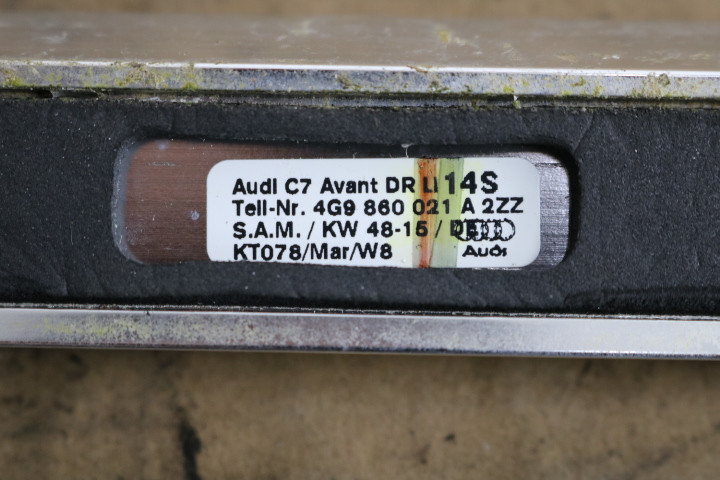 Audi C7 Avant DR LI 14S
Teil-Nr. 4G9 860 021 A 2ZZ
S.A.M. / KW 48-15 / DE
KT078/Mar/W8 Audi